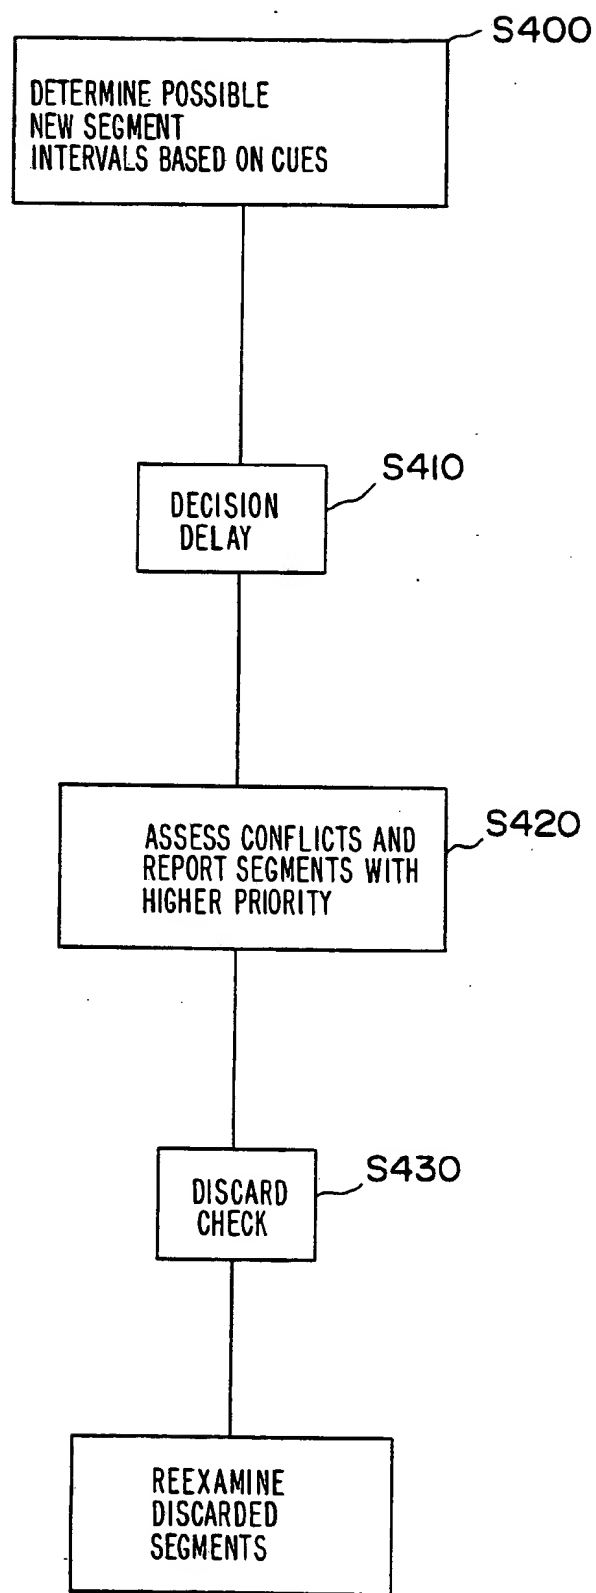 S400
DETERMINE POSSIBLE
NEW SEGMENT
INTERVALS BASED ON CUES
S410
DECISION
DELAY
S420
ASSESS CONFLICTS AND
REPORT SEGMENTS WITH
HIGHER PRIORITY
S430
DISCARD
CHECK
REEXAMINE
DISCARDED
SEGMENTS